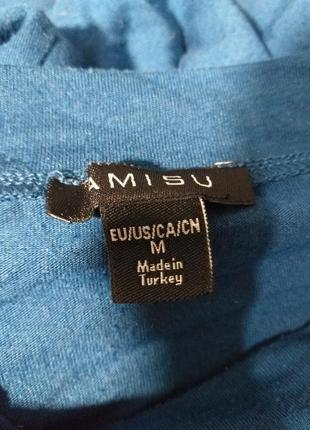 AMISU
EU/US/CA/CN
M
Made in
Turkey